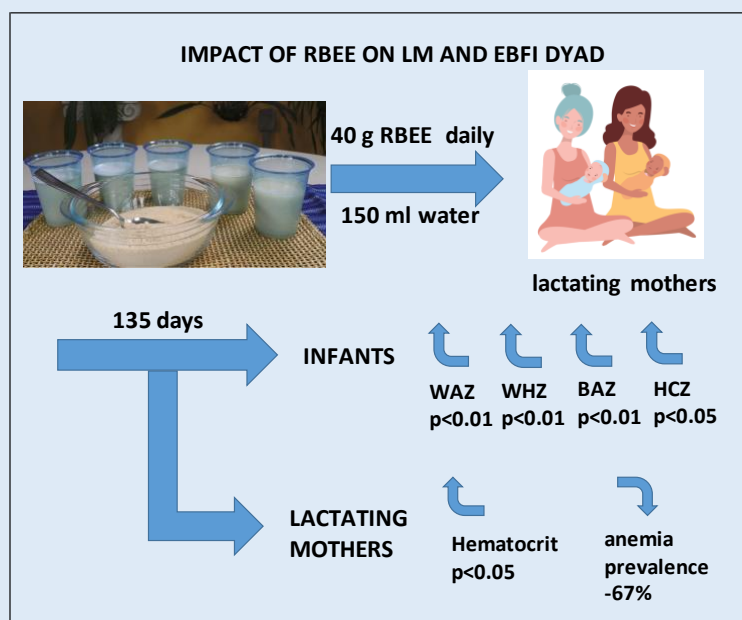 IMPACT OF RBEE ON LM AND EBFI DYAD
40 g RBEE daily
150 ml water
lactating mothers
135 days
INFANTS
WAZ
p<0.01
WHZ
p<0.01
BAZ
p<0.01
HCZ
p<0.05
LACTATING
MOTHERS
Hematocrit
p<0.05
anemia
prevalence
-67%